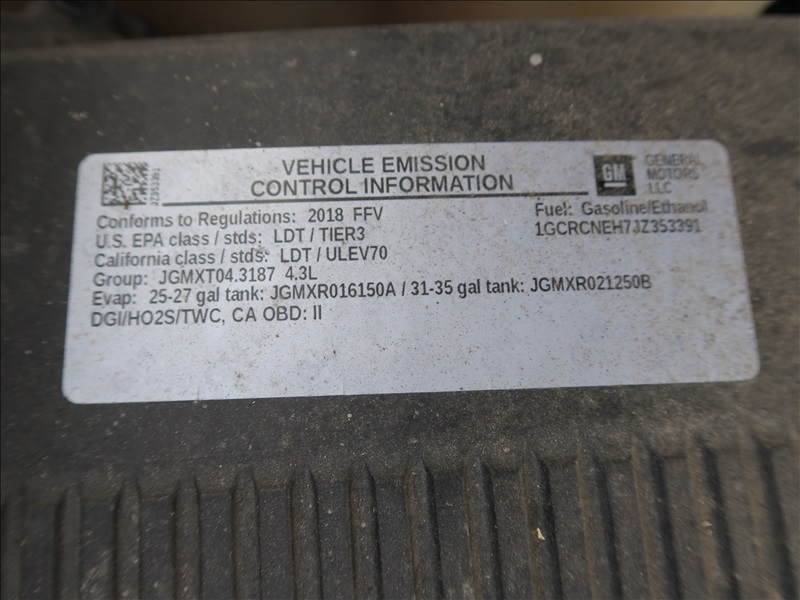 VEHICLE EMISSION
CONTROL INFORMATION
GM
GENERAL
MOTORS
LLC
Conforms to Regulations: 2018 FFV
Fuel: Gasoline/Ethanol
U.S. EPA class / stds: LDT / TIER3
1GCRCNEH7JZ353391
California class / stds: LDT / ULEV70
Group: JGMXT04.3187 4.3L
Evap: 25-27 gal tank: JGMXR016150A / 31-35 gal tank: JGMXR021250B
DGI/HO2S/TWC, CA OBD: II